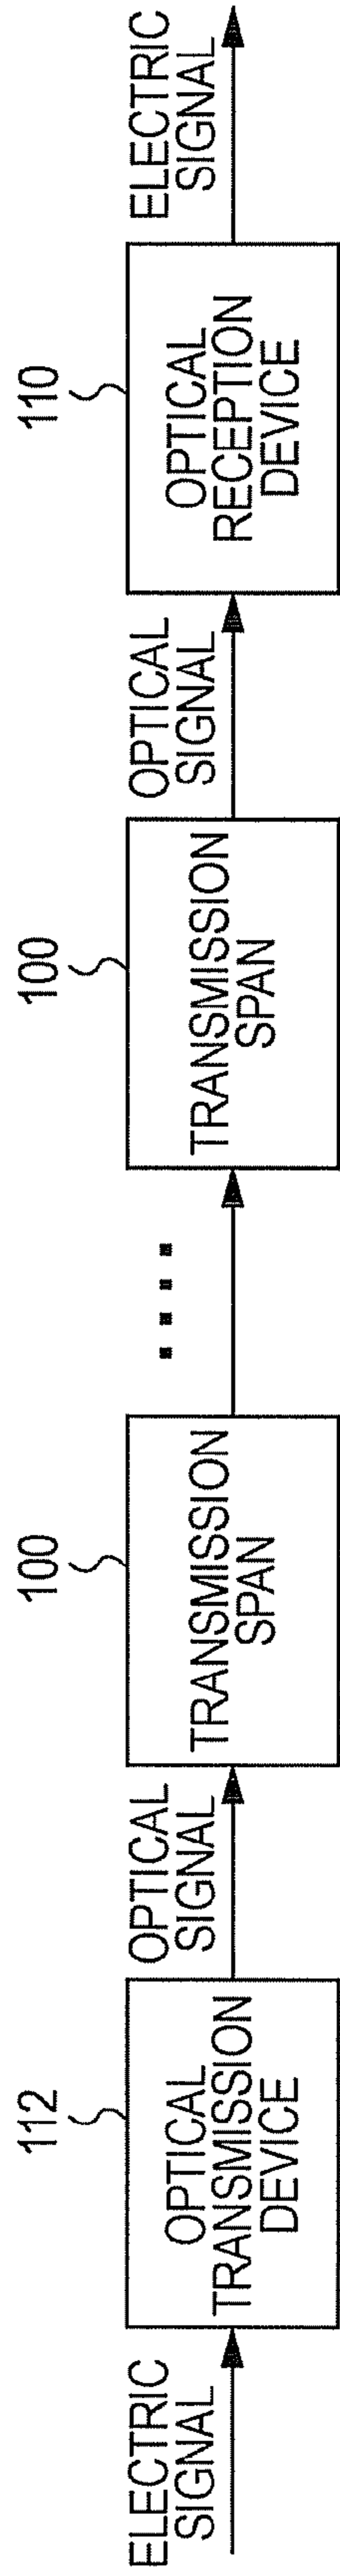 ELECTRIC
SIGNAL
112
OPTICAL
TRANSMISSION
DEVICE
OPTICAL
SIGNAL
100
TRANSMISSION
SPAN
100
TRANSMISSION
SPAN
OPTICAL
SIGNAL
110
OPTICAL
RECEPTION
DEVICE
ELECTRIC
SIGNAL